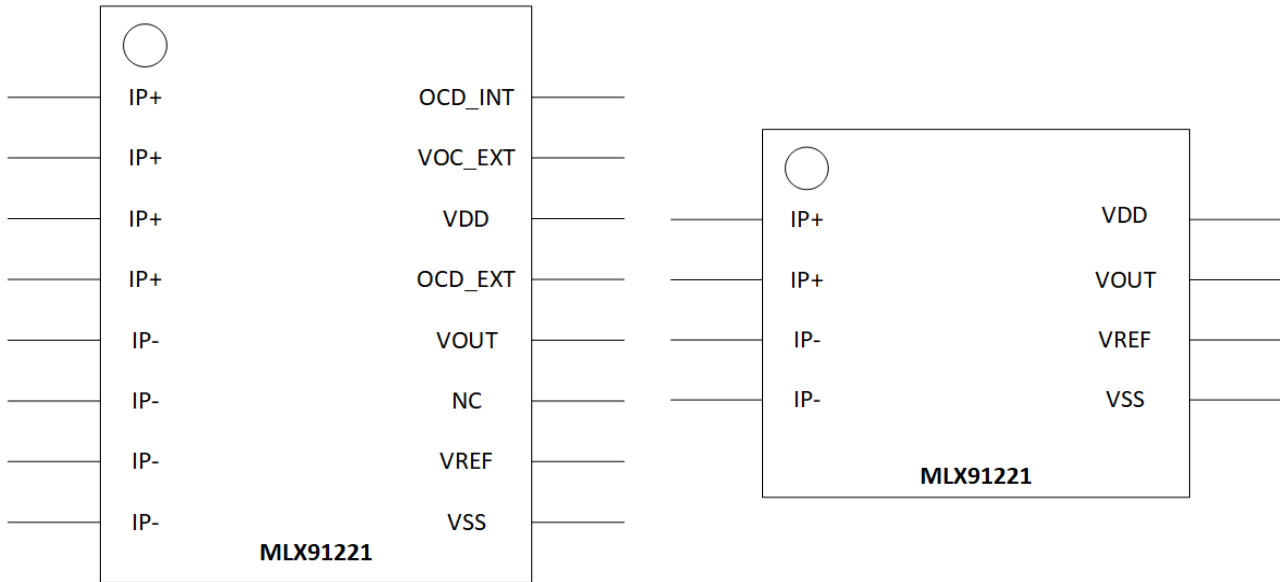 IP+ OCD_INT
IP+ VOC_EXT
IP+ VDD
IP+ OCD_EXT
IP- VOUT
IP- NC
IP- VREF
IP- VSS
MLX91221
IP+ VDD
IP+ VOUT
IP- VREF
IP- VSS
MLX91221